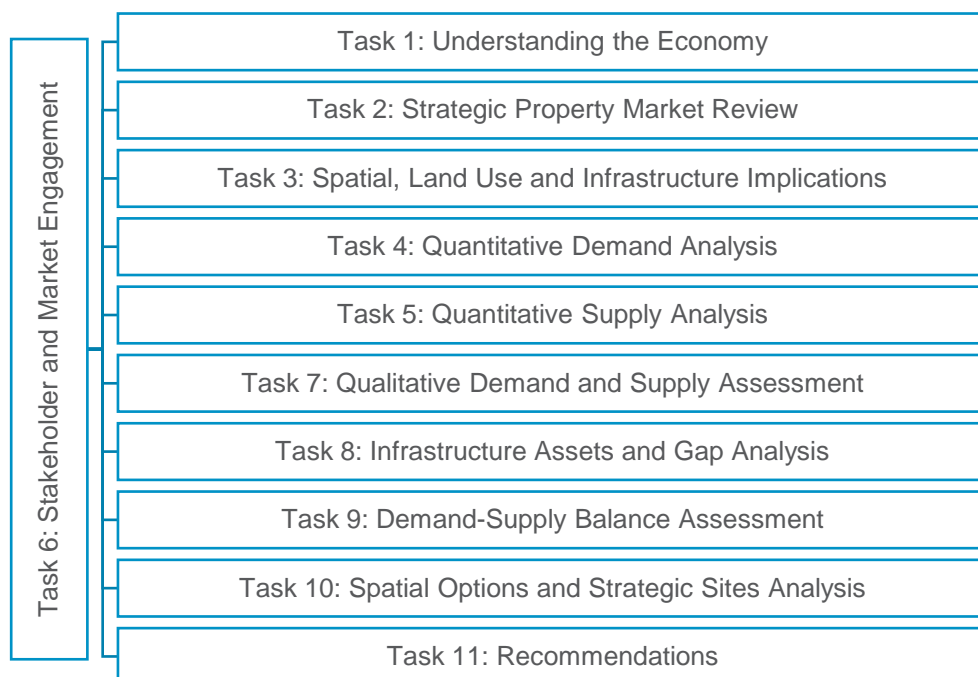 Task 6: Stakeholder and Market Engagement
Task 1: Understanding the Economy
Task 2: Strategic Property Market Review
Task 3: Spatial, Land Use and Infrastructure Implications
Task 4: Quantitative Demand Analysis
Task 5: Quantitative Supply Analysis
Task 7: Qualitative Demand and Supply Assessment
Task 8: Infrastructure Assets and Gap Analysis
Task 9: Demand-Supply Balance Assessment
Task 10: Spatial Options and Strategic Sites Analysis
Task 11: Recommendations